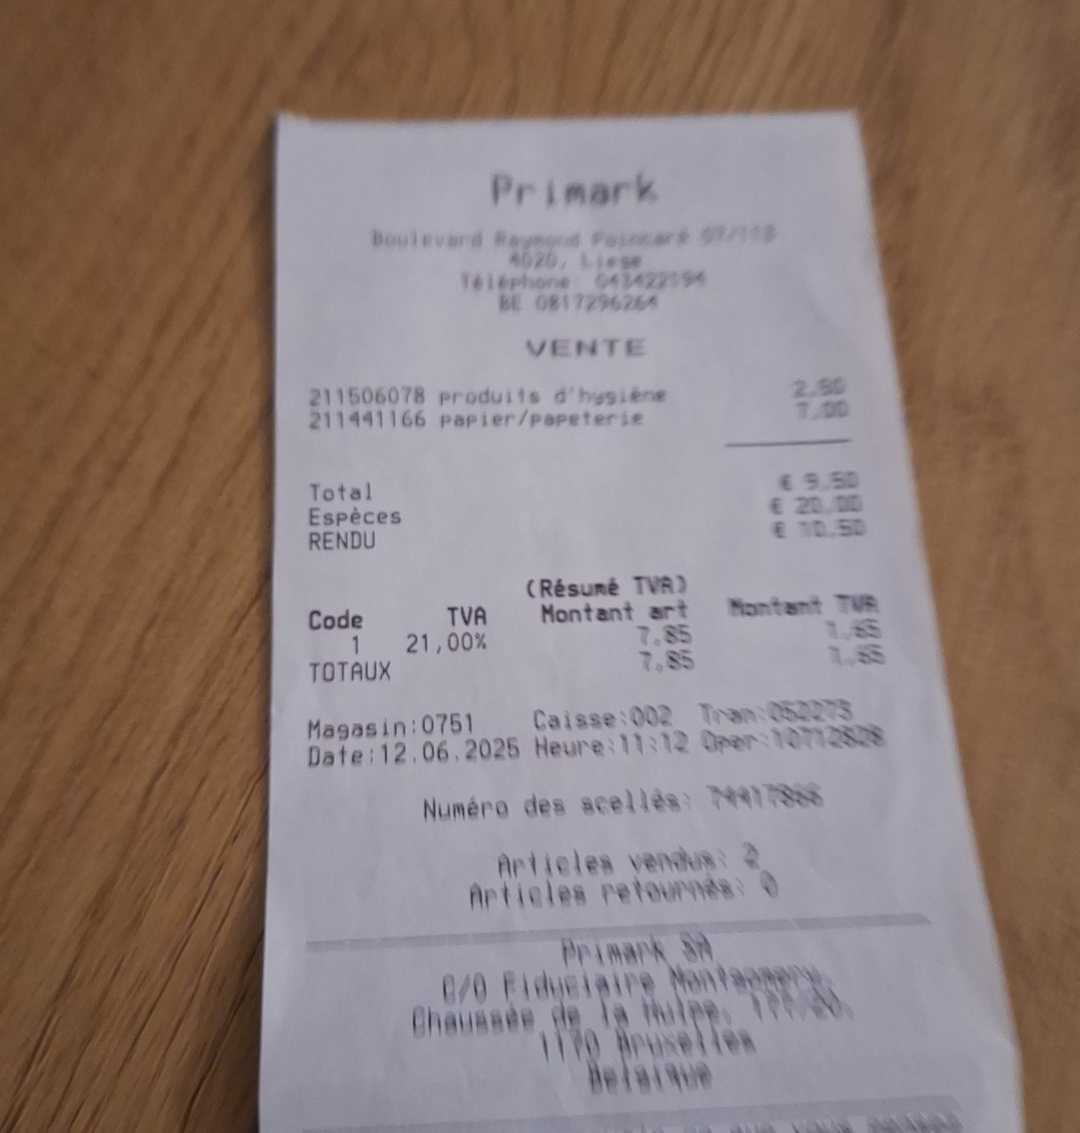 Primark
Boulevard Raymond Poincaré 07/113
4020, Liege
Téléphone: 043422594
BE 0817296264
VENTE
211506078 produits d'hygiène 2,50
211441166 papier/papeterie 7,00
Total € 9,50
Espèces € 20,00
RENDU € 10,50
(Résumé TVA)
Code TVA Montant art Montant TVA
1 21,00% 7,85 1,65
TOTAUX 7,85 1,65
Magasin:0751 Caisse:002 Tran:052273
Date:12.06.2025 Heure:11:12 Oper:10712828
Numéro des scellés: 74417866
Articles vendus: 2
Articles retournés: 0
Primark SA
C/O Fiduciaire Montgomery,
Chaussée de la Hulpe, 177/20,
1170 Bruxelles
Belgique